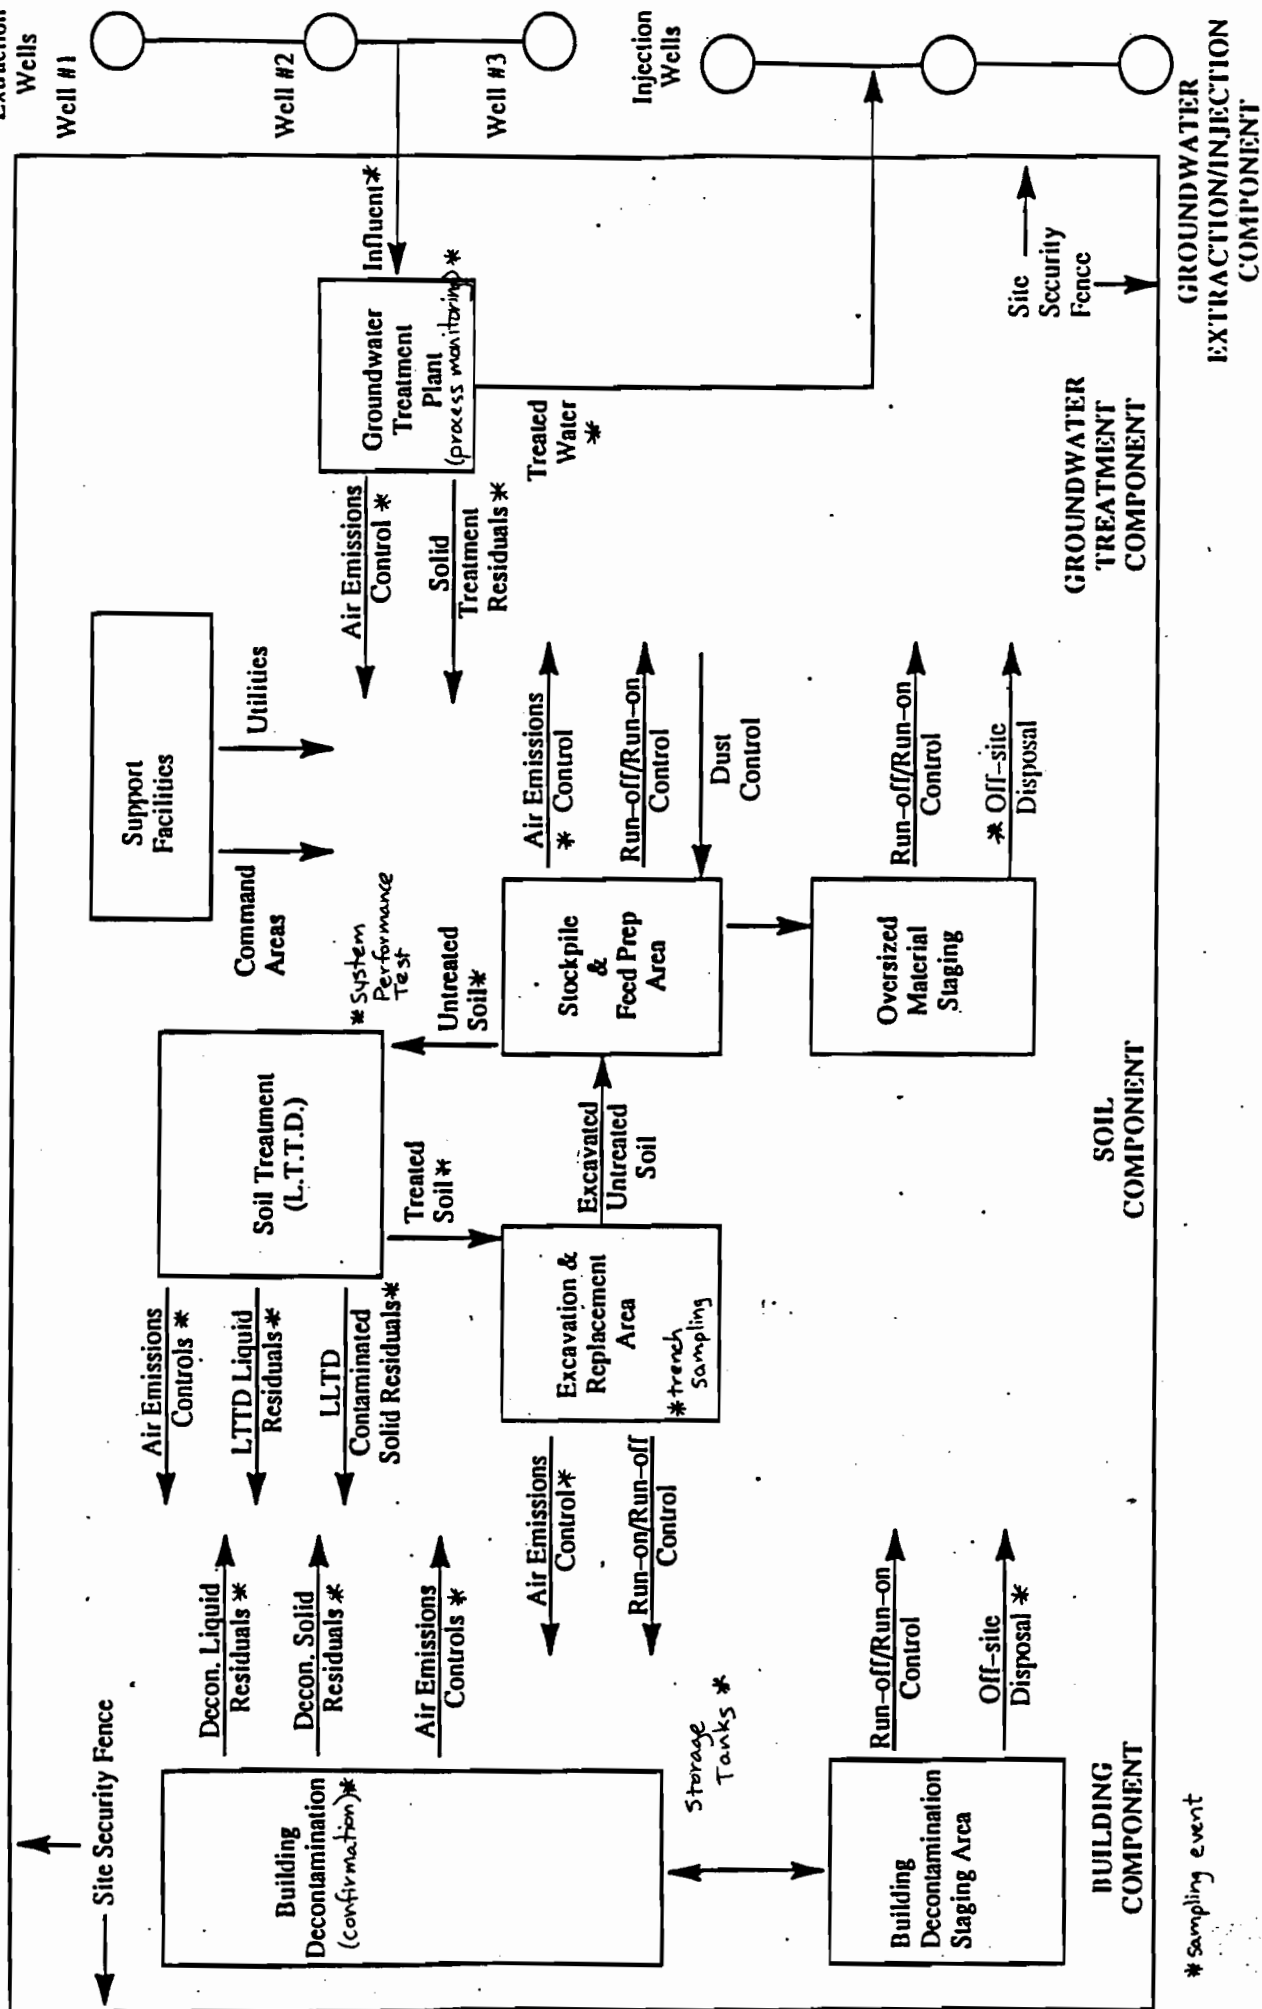 Site Security Fence
Building
Decontamination
(confirmation)*
Decon. Liquid
Residuals *
Decon. Solid
Residuals *
Air Emissions
Controls *
Storage
Tanks *
Building
Decontamination
Staging Area
Run-off/Run-on
Control
Off-site
Disposal *
BUILDING
COMPONENT
* sampling event
Air Emissions
Controls *
LTTD Liquid
Residuals *
LLTD
Contaminated
Solid Residuals*
Soil Treatment
(L.T.T.D.)
* System
Performance
Test
Treated
Soil *
Untreated
Soil*
Air Emissions
Control*
Run-on/Run-off
Control
Excavation &
Replacement
Area
* trench
sampling
Excavated
Untreated
Soil
Stockpile
&
Feed Prep
Area
Air Emissions
* Control
Run-off/Run-on
Control
Dust
Control
Oversized
Material
Staging
Run-off/Run-on
Control
* Off-site
Disposal
SOIL
COMPONENT
Support
Facilities
Command
Areas
Utilities
Air Emissions
Control *
Solid
Treatment
Residuals *
Groundwater
Treatment
Plant
(process monitoring) *
Influent*
Treated
Water
*
GROUNDWATER
TREATMENT
COMPONENT
Site
Security
Fence
Wells
Well #1
Well #2
Well #3
Injection
Wells
GROUNDWATER
EXTRACTION/INJECTION
COMPONENT